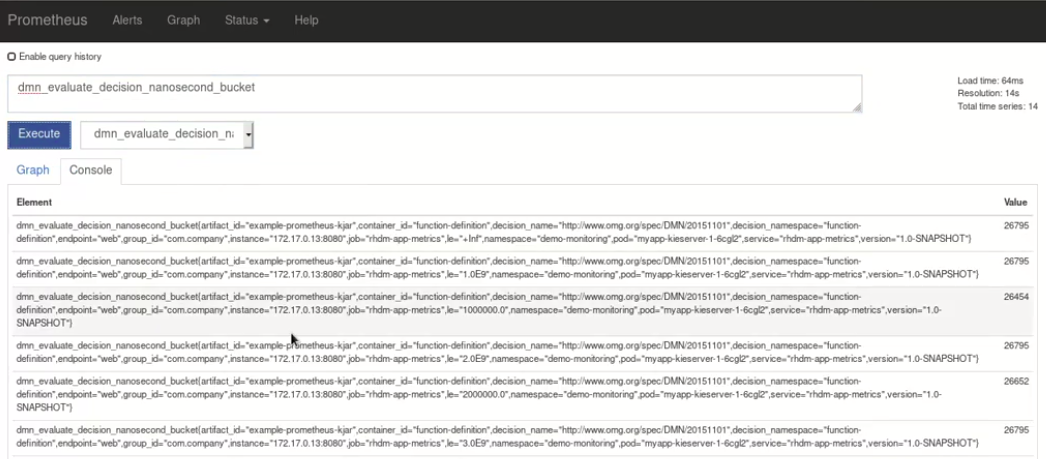 Prometheus Alerts Graph Status Help
Enable query history
dmn_evaluate_decision_nanosecond_bucket
Load time: 64ms
Resolution: 14s
Total time series: 14
Execute dmn_evaluate_decision_na
Graph Console
Element Value
dmn_evaluate_decision_nanosecond_bucket{artifact_id="example-prometheus-kjar",container_id="function-definition",decision_name="http://www.omg.org/spec/DMN/20151101",decision_namespace="function- 26795
definition",endpoint="web",group_id="com.company",instance="172.17.0.13:8080",job="rhdm-app-metrics",le="+Inf",namespace="demo-monitoring",pod="myapp-kieserver-1-6cgl2",service="rhdm-app-metrics",version="1.0-SNAPSHOT"}
dmn_evaluate_decision_nanosecond_bucket{artifact_id="example-prometheus-kjar",container_id="function-definition",decision_name="http://www.omg.org/spec/DMN/20151101",decision_namespace="function- 26795
definition",endpoint="web",group_id="com.company",instance="172.17.0.13:8080",job="rhdm-app-metrics",le="1.0E9",namespace="demo-monitoring",pod="myapp-kieserver-1-6cgl2",service="rhdm-app-metrics",version="1.0-SNAPSHOT"}
dmn_evaluate_decision_nanosecond_bucket{artifact_id="example-prometheus-kjar",container_id="function-definition",decision_name="http://www.omg.org/spec/DMN/20151101",decision_namespace="function- 26454
definition",endpoint="web",group_id="com.company",instance="172.17.0.13:8080",job="rhdm-app-metrics",le="1000000.0",namespace="demo-monitoring",pod="myapp-kieserver-1-6cgl2",service="rhdm-app-metrics",version="1.0-
SNAPSHOT"}
dmn_evaluate_decision_nanosecond_bucket{artifact_id="example-prometheus-kjar",container_id="function-definition",decision_name="http://www.omg.org/spec/DMN/20151101",decision_namespace="function- 26795
definition",endpoint="web",group_id="com.company",instance="172.17.0.13:8080",job="rhdm-app-metrics",le="2.0E9",namespace="demo-monitoring",pod="myapp-kieserver-1-6cgl2",service="rhdm-app-metrics",version="1.0-SNAPSHOT"}
dmn_evaluate_decision_nanosecond_bucket{artifact_id="example-prometheus-kjar",container_id="function-definition",decision_name="http://www.omg.org/spec/DMN/20151101",decision_namespace="function- 26652
definition",endpoint="web",group_id="com.company",instance="172.17.0.13:8080",job="rhdm-app-metrics",le="2000000.0",namespace="demo-monitoring",pod="myapp-kieserver-1-6cgl2",service="rhdm-app-metrics",version="1.0-
SNAPSHOT"}
dmn_evaluate_decision_nanosecond_bucket{artifact_id="example-prometheus-kjar",container_id="function-definition",decision_name="http://www.omg.org/spec/DMN/20151101",decision_namespace="function- 26795
definition",endpoint="web",group_id="com.company",instance="172.17.0.13:8080",job="rhdm-app-metrics",le="3.0E9",namespace="demo-monitoring",pod="myapp-kieserver-1-6cgl2",service="rhdm-app-metrics",version="1.0-SNAPSHOT"}